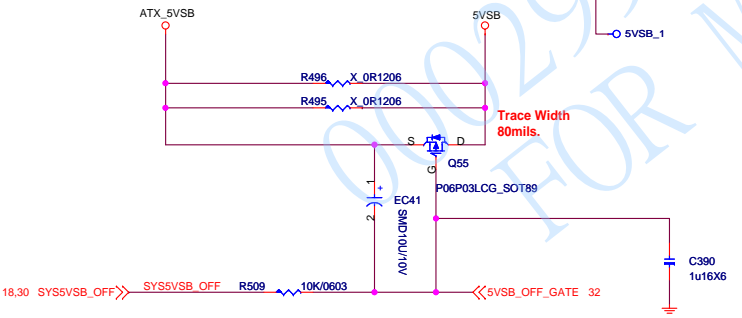 ATX_5VSB
5VSB
5VSB_1
R496 X_0R1206
R495 X_0R1206
Trace Width
80mils.
S D
Q55
G
P06P03LCG_SOT89
1
+
EC41
2
SMD10U/10V
C390
1u16X6
18,30 SYS5VSB_OFF
SYS5VSB_OFF
R509 10K/0603
5VSB_OFF_GATE 32
FOR